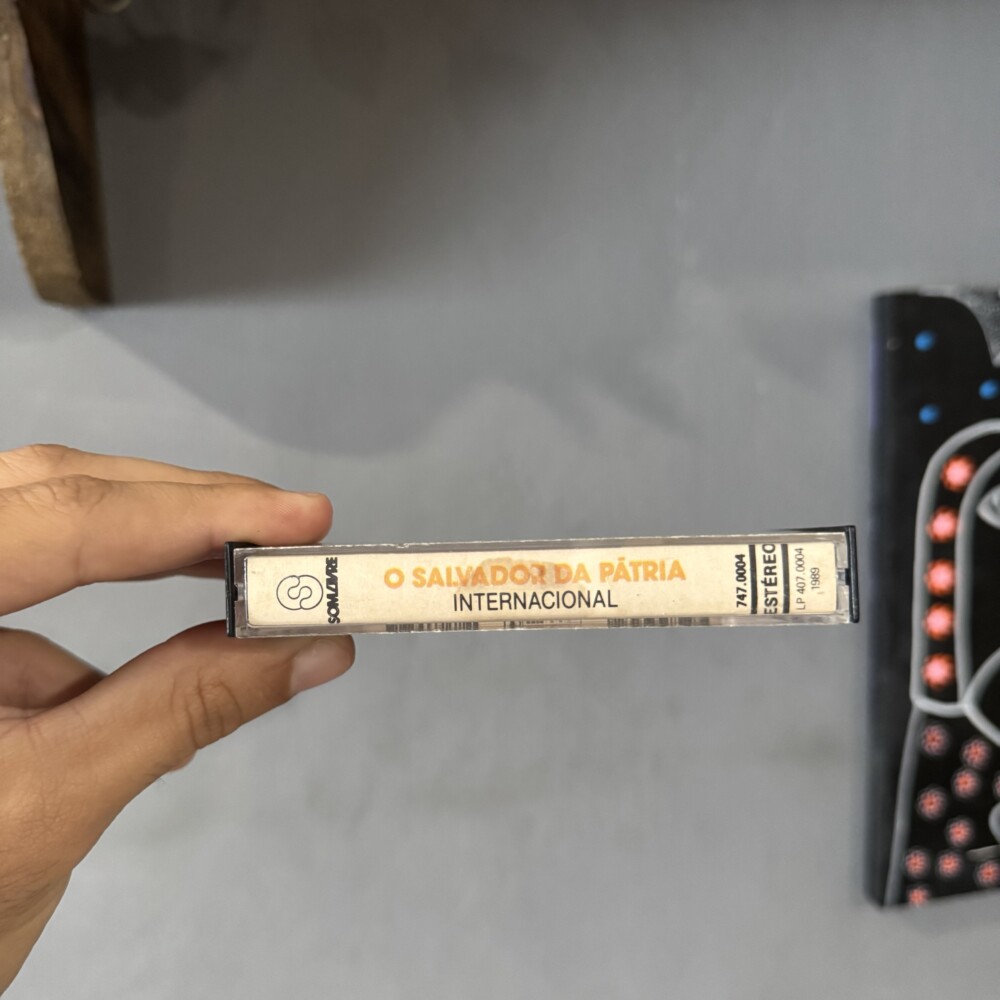 SOM LIVRE
O SALVADOR DA PÁTRIA
INTERNACIONAL
747.0004
ESTÉREO
LP 407.0004
1989